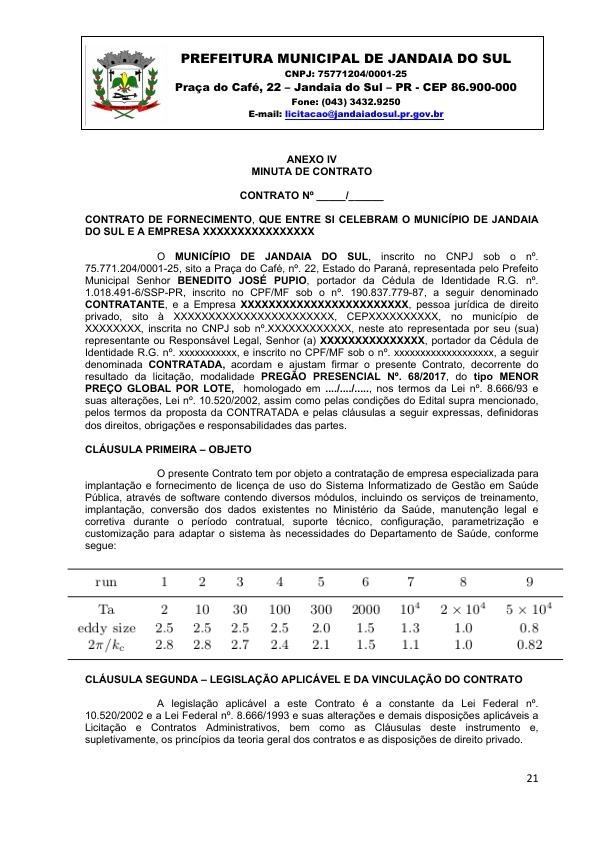 PREFEITURA MUNICIPAL DE JANDAIA DO SUL
CNPJ: 75771204/0001-25
Praça do Café, 22 – Jandaia do Sul – PR - CEP 86.900-000
Fone: (043) 3432.9250
E-mail: licitacao@jandaiadosul.pr.gov.br
ANEXO IV
MINUTA DE CONTRATO
CONTRATO Nº _____/______
CONTRATO DE FORNECIMENTO, QUE ENTRE SI CELEBRAM O MUNICÍPIO DE JANDAIA
DO SUL E A EMPRESA XXXXXXXXXXXXXXXX
O MUNICÍPIO DE JANDAIA DO SUL, inscrito no CNPJ sob o nº.
75.771.204/0001-25, sito a Praça do Café, nº. 22, Estado do Paraná, representada pelo Prefeito
Municipal Senhor BENEDITO JOSÉ PUPIO, portador da Cédula de Identidade R.G. nº.
1.018.491-6/SSP-PR, inscrito no CPF/MF sob o nº. 190.837.779-87, a seguir denominado
CONTRATANTE, e a Empresa XXXXXXXXXXXXXXXXXXXXXXXX, pessoa jurídica de direito
privado, sito à XXXXXXXXXXXXXXXXXXXXXXXX, CEPXXXXXXXXXX, no município de
XXXXXXXX, inscrita no CNPJ sob nº.XXXXXXXXXXXX, neste ato representada por seu (sua)
representante ou Responsável Legal, Senhor (a) XXXXXXXXXXXXXXX, portador da Cédula de
Identidade R.G. nº. xxxxxxxxxxx, e inscrito no CPF/MF sob o nº. xxxxxxxxxxxxxxxxxxx, a seguir
denominada CONTRATADA, acordam e ajustam firmar o presente Contrato, decorrente do
resultado da licitação, modalidade PREGÃO PRESENCIAL Nº. 68/2017, do tipo MENOR
PREÇO GLOBAL POR LOTE, homologado em ..../..../....., nos termos da Lei nº. 8.666/93 e
suas alterações, Lei nº. 10.520/2002, assim como pelas condições do Edital supra mencionado,
pelos termos da proposta da CONTRATADA e pelas cláusulas a seguir expressas, definidoras
dos direitos, obrigações e responsabilidades das partes.
CLÁUSULA PRIMEIRA – OBJETO
O presente Contrato tem por objeto a contratação de empresa especializada para
implantação e fornecimento de licença de uso do Sistema Informatizado de Gestão em Saúde
Pública, através de software contendo diversos módulos, incluindo os serviços de treinamento,
implantação, conversão dos dados existentes no Ministério da Saúde, manutenção legal e
corretiva durante o período contratual, suporte técnico, configuração, parametrização e
customização para adaptar o sistema às necessidades do Departamento de Saúde, conforme
segue:
run 1 2 3 4 5 6 7 8 9
Ta 2 10 30 100 300 2000 10⁴ 2 × 10⁴ 5 × 10⁴
eddy size 2.5 2.5 2.5 2.5 2.0 1.5 1.3 1.0 0.8
2π/k_c 2.8 2.8 2.7 2.4 2.1 1.5 1.1 1.0 0.82
CLÁUSULA SEGUNDA – LEGISLAÇÃO APLICÁVEL E DA VINCULAÇÃO DO CONTRATO
A legislação aplicável a este Contrato é a constante da Lei Federal nº.
10.520/2002 e a Lei Federal nº. 8.666/1993 e suas alterações e demais disposições aplicáveis a
Licitação e Contratos Administrativos, bem como as Cláusulas deste instrumento e,
supletivamente, os princípios da teoria geral dos contratos e as disposições de direito privado.
21